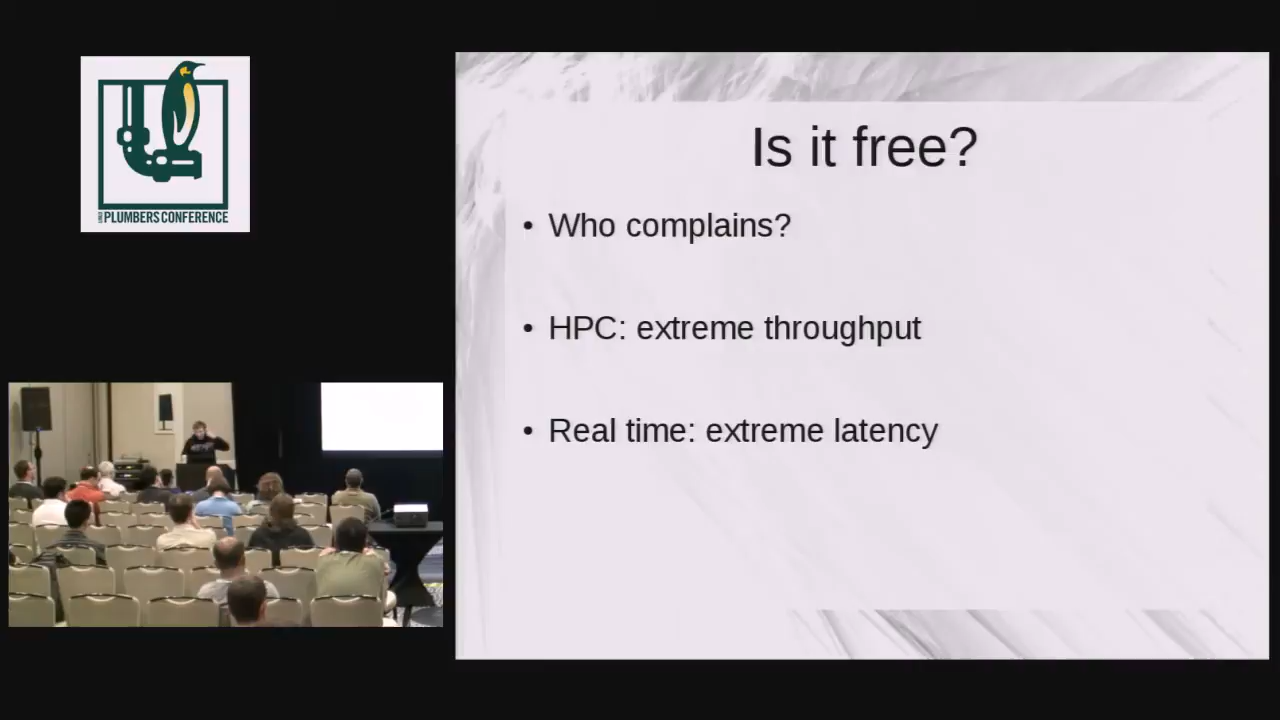 PLUMBERS CONFERENCE
Is it free?
• Who complains?
• HPC: extreme throughput
• Real time: extreme latency